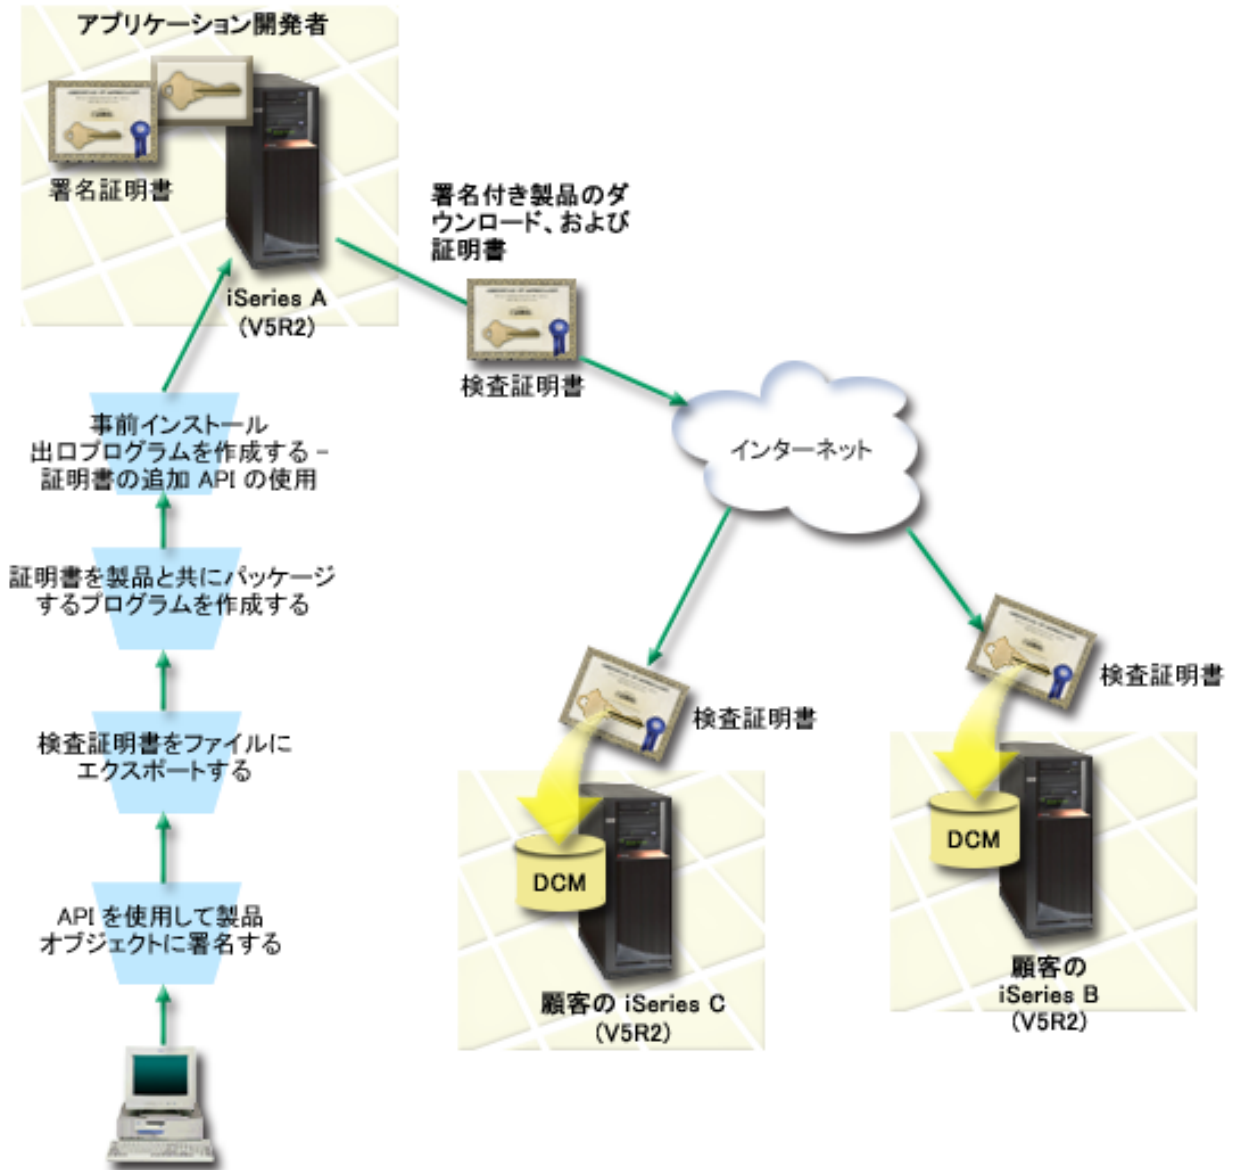 アプリケーション開発者
署名証明書
iSeries A
(V5R2)
署名付き製品のダ
ウンロード、および
証明書
検査証明書
インターネット
事前インストール
出口プログラムを作成する -
証明書の追加 API の使用
証明書を製品と共にパッケージ
するプログラムを作成する
検査証明書をファイルに
エクスポートする
API を使用して製品
オブジェクトに署名する
検査証明書
DCM
顧客の iSeries C
(V5R2)
検査証明書
DCM
顧客の
iSeries B
(V5R2)